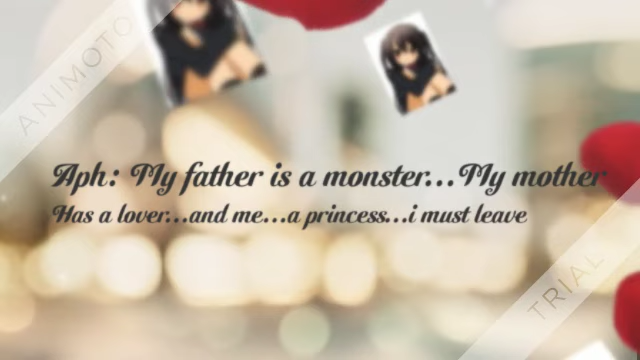 ANIMOTO
Aph: My father is a monster...My mother
Has a lover...and me...a princess...i must leave
TRIAL